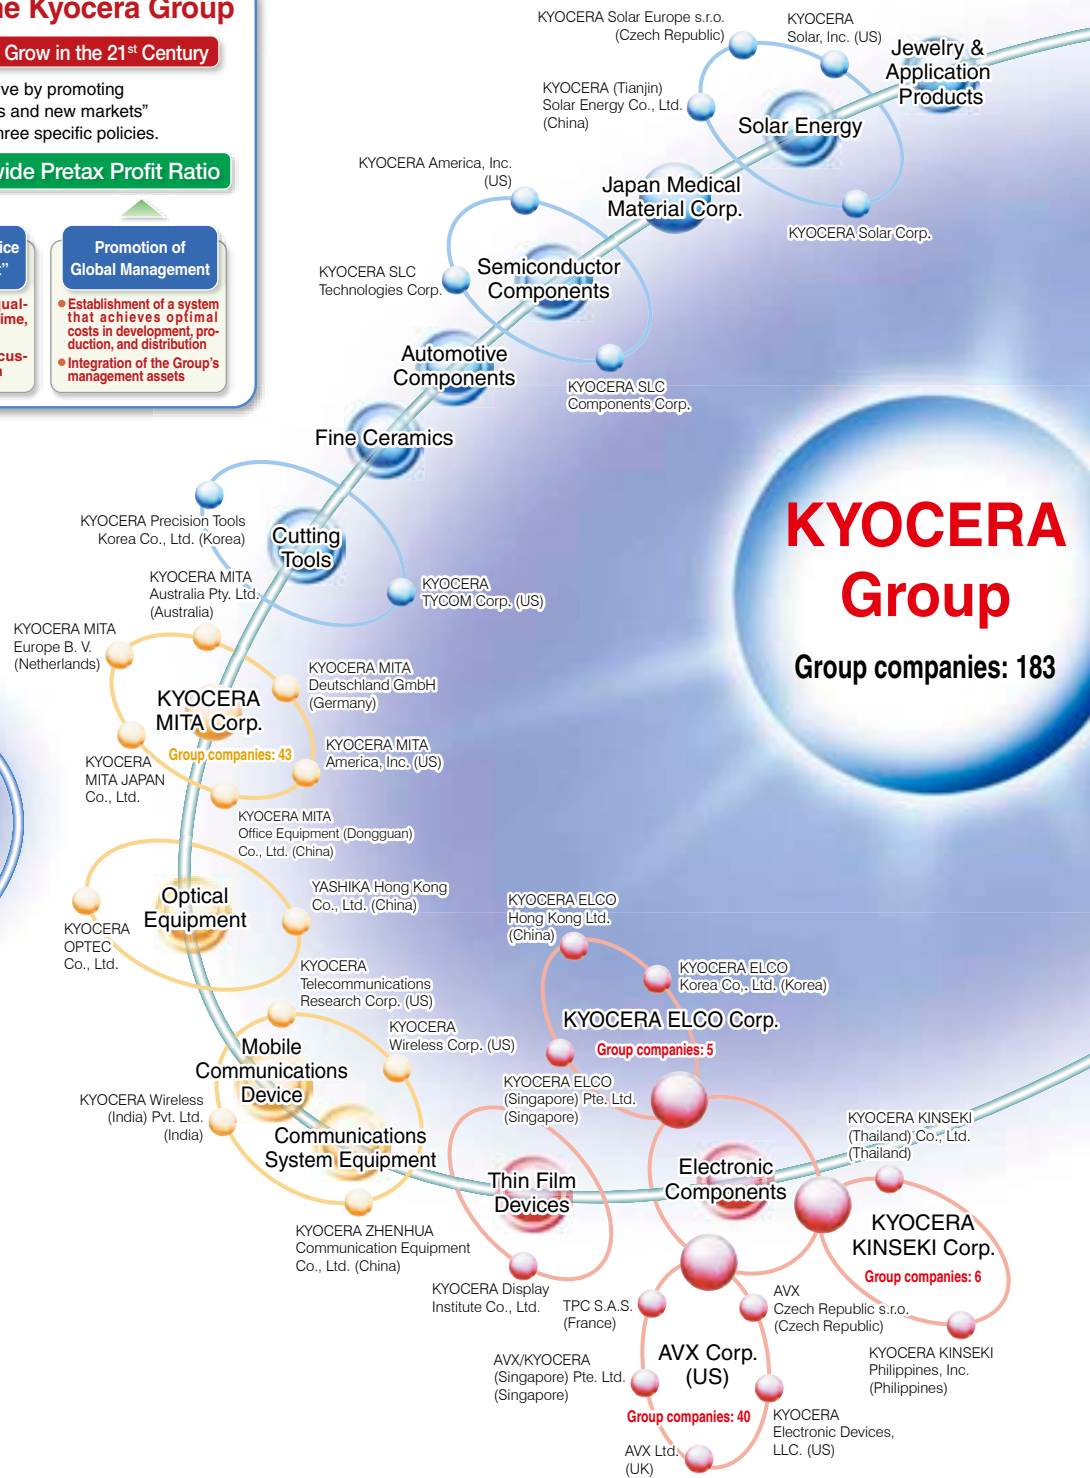 ne Kyocera Group
Grow in the 21st Century
ve by promoting
s and new markets”
hree specific policies.
wide Pretax Profit Ratio
ice
”
Promotion of
Global Management
qual-
ime,
cus-
Establishment of a system
that achieves optimal
costs in development, pro-
duction, and distribution
Integration of the Group’s
management assets
KYOCERA Solar Europe s.r.o.
(Czech Republic)
KYOCERA
Solar, Inc. (US)
Jewelry &
Application
Products
KYOCERA (Tianjin)
Solar Energy Co., Ltd.
(China)
Solar Energy
KYOCERA Solar Corp.
KYOCERA America, Inc.
(US)
Japan Medical
Material Corp.
KYOCERA SLC
Technologies Corp.
Semiconductor
Components
KYOCERA SLC
Components Corp.
Automotive
Components
Fine Ceramics
KYOCERA Precision Tools
Korea Co., Ltd. (Korea)
Cutting
Tools
KYOCERA
TYCOM Corp. (US)
KYOCERA
Group
Group companies: 183
KYOCERA MITA
Australia Pty. Ltd.
(Australia)
KYOCERA MITA
Europe B. V.
(Netherlands)
KYOCERA MITA
Deutschland GmbH
(Germany)
KYOCERA
MITA Corp.
Group companies: 43
KYOCERA MITA
America, Inc. (US)
KYOCERA
MITA JAPAN
Co., Ltd.
KYOCERA MITA
Office Equipment (Dongguan)
Co., Ltd. (China)
Optical
Equipment
YASHIKA Hong Kong
Co., Ltd. (China)
KYOCERA
OPTEC
Co., Ltd.
KYOCERA
Telecommunications
Research Corp. (US)
KYOCERA
Wireless Corp. (US)
Mobile
Communications
Device
KYOCERA Wireless
(India) Pvt. Ltd.
(India)
Communications
System Equipment
KYOCERA ZHENHUA
Communication Equipment
Co., Ltd. (China)
KYOCERA ELCO
Hong Kong Ltd.
(China)
KYOCERA ELCO
Korea Co,. Ltd. (Korea)
KYOCERA ELCO Corp.
Group companies: 5
KYOCERA ELCO
(Singapore) Pte. Ltd.
(Singapore)
Thin Film
Devices
KYOCERA Display
Institute Co., Ltd.
Electronic
Components
KYOCERA KINSEKI
(Thailand) Co., Ltd.
(Thailand)
KYOCERA
KINSEKI Corp.
Group companies: 6
KYOCERA KINSEKI
Philippines, Inc.
(Philippines)
TPC S.A.S.
(France)
AVX
Czech Republic s.r.o.
(Czech Republic)
AVX/KYOCERA
(Singapore) Pte. Ltd.
(Singapore)
AVX Corp.
(US)
Group companies: 40
KYOCERA
Electronic Devices,
LLC. (US)
AVX Ltd.
(UK)